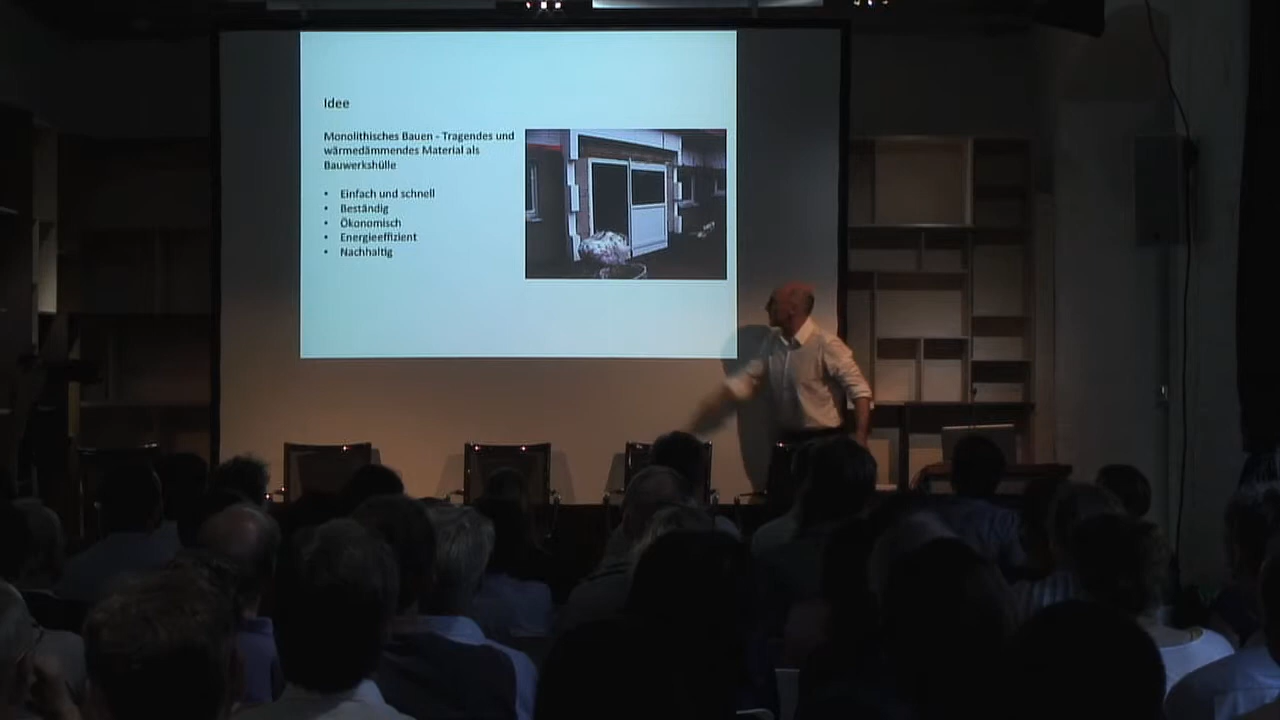 Idee
Monolithisches Bauen - Tragendes und
wärmedämmendes Material als
Bauwerkshülle
• Einfach und schnell
• Beständig
• Ökonomisch
• Energieeffizient
• Nachhaltig